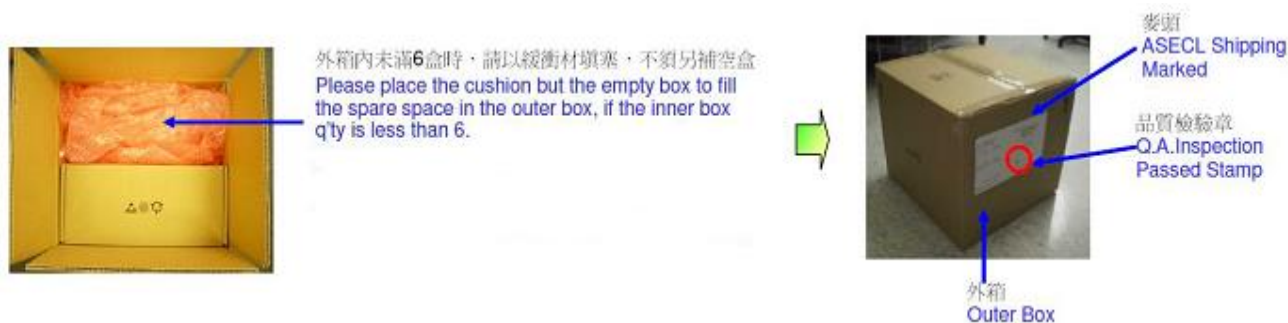 外箱內未滿6盒時，請以緩衝材填塞，不須另補空盒
Please place the cushion but the empty box to fill
the spare space in the outer box, if the inner box
q'ty is less than 6.
麥頭
ASECL Shipping
Marked
品質檢驗章
Q.A.Inspection
Passed Stamp
外箱
Outer Box